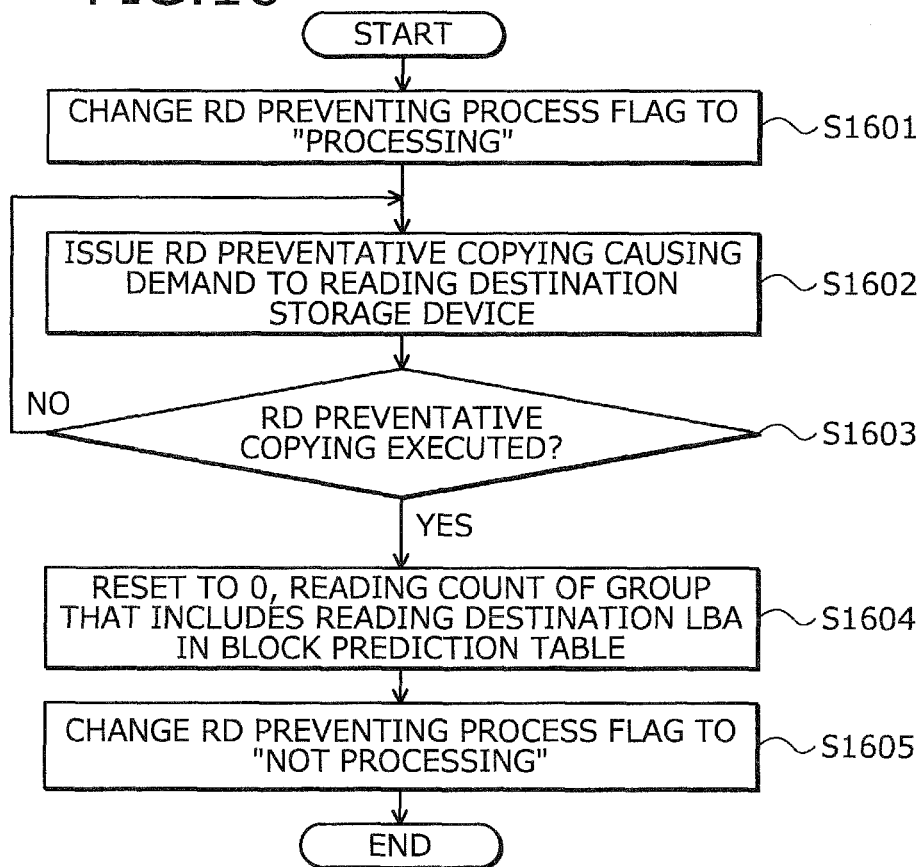 FIG.16
START
CHANGE RD PREVENTING PROCESS FLAG TO
"PROCESSING"
S1601
ISSUE RD PREVENTATIVE COPYING CAUSING
DEMAND TO READING DESTINATION
STORAGE DEVICE
S1602
NO
RD PREVENTATIVE
COPYING EXECUTED?
S1603
YES
RESET TO 0, READING COUNT OF GROUP
THAT INCLUDES READING DESTINATION LBA
IN BLOCK PREDICTION TABLE
S1604
CHANGE RD PREVENTING PROCESS FLAG TO
"NOT PROCESSING"
S1605
END